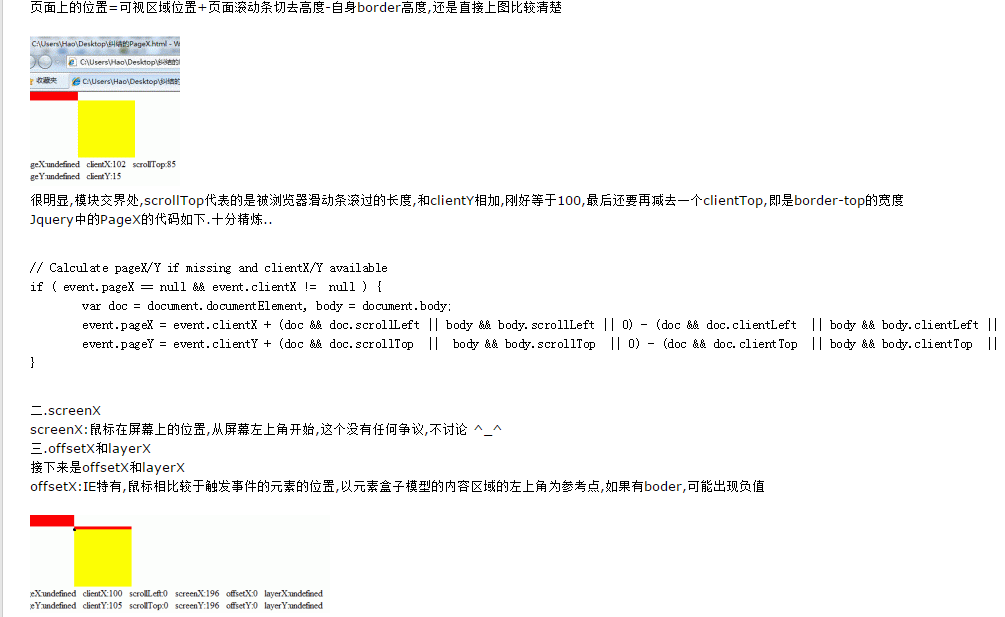 页面上的位置=可视区域位置+页面滚动条切去高度-自身border高度,还是直接上图比较清楚
C:\Users\Hao\Desktop\纠结的PageX.html - W
C:\Users\Hao\Desktop\纠结的
收藏夹 C:\Users\Hao\Desktop\纠结的
geX:undefined clientX:102 scrollTop:85
geY:undefined clientY:15
很明显,模块交界处,scrollTop代表的是被浏览器滑动条滚过的长度,和clientY相加,刚好等于100,最后还要再减去一个clientTop,即是border-top的宽度
Jquery中的PageX的代码如下.十分精炼..
// Calculate pageX/Y if missing and clientX/Y available
if ( event.pageX == null && event.clientX != null ) {
var doc = document.documentElement, body = document.body;
event.pageX = event.clientX + (doc && doc.scrollLeft || body && body.scrollLeft || 0) - (doc && doc.clientLeft || body && body.clientLeft ||
event.pageY = event.clientY + (doc && doc.scrollTop || body && body.scrollTop || 0) - (doc && doc.clientTop || body && body.clientTop ||
}
二.screenX
screenX:鼠标在屏幕上的位置,从屏幕左上角开始,这个没有任何争议,不讨论 ^_^
三.offsetX和layerX
接下来是offsetX和layerX
offsetX:IE特有,鼠标相比较于触发事件的元素的位置,以元素盒子模型的内容区域的左上角为参考点,如果有boder,可能出现负值
eX:undefined clientX:100 scrollLeft:0 screenX:196 offsetX:0 layerX:undefined
eY:undefined clientY:105 scrollTop:0 screenY:196 offsetY:0 layerY:undefined